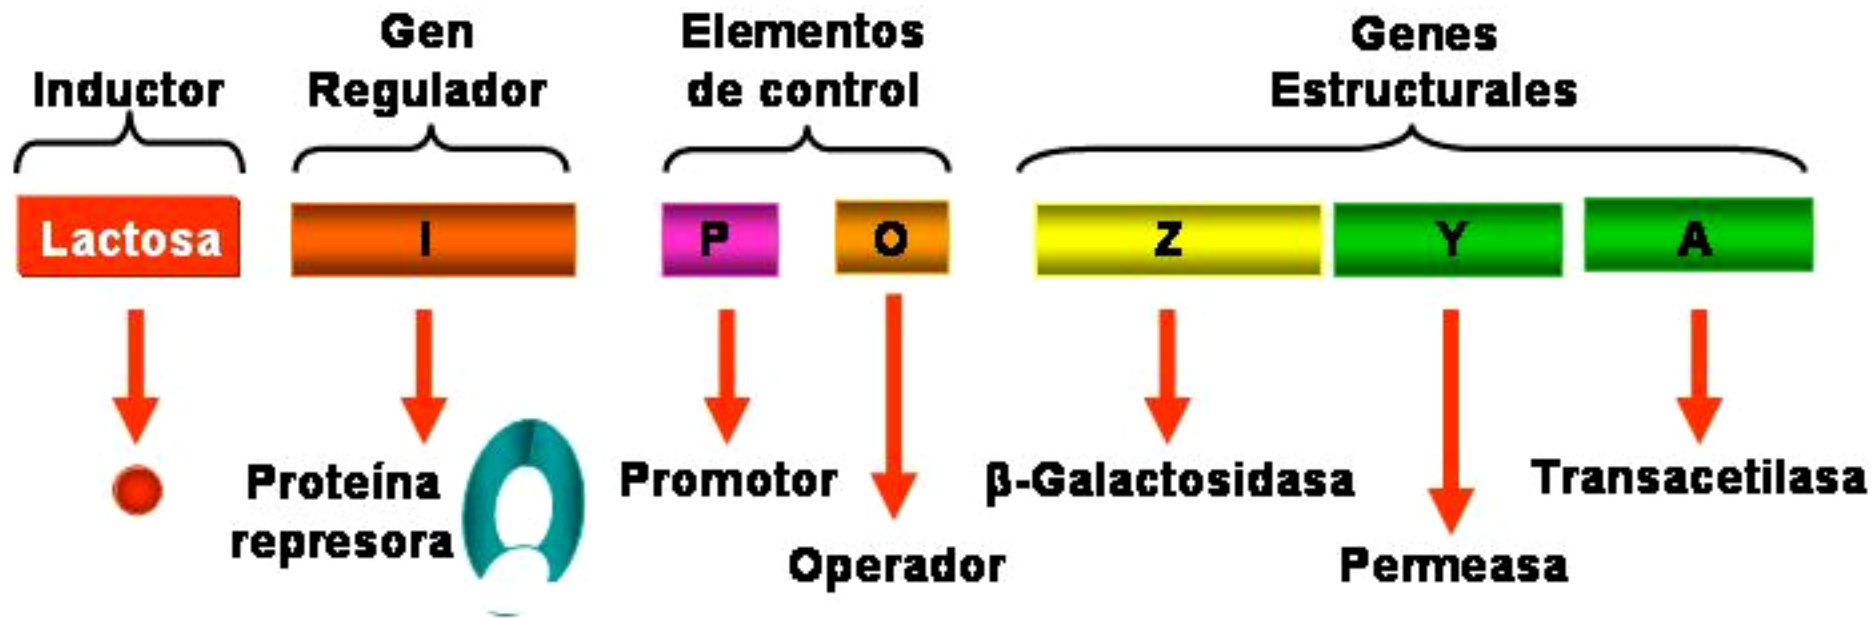 Inductor
Gen
Regulador
Elementos
de control
Genes
Estructurales
Lactosa
I
P
O
Z
Y
A
Proteína
represora
Promotor
Operador
β-Galactosidasa
Permeasa
Transacetilasa